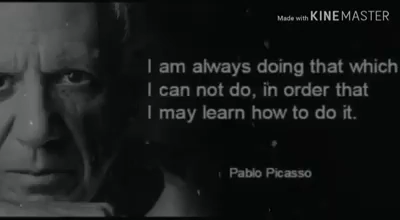 Made with KINEMASTER
I am always doing that which
I can not do, in order that
I may learn how to do it.
Pablo Picasso